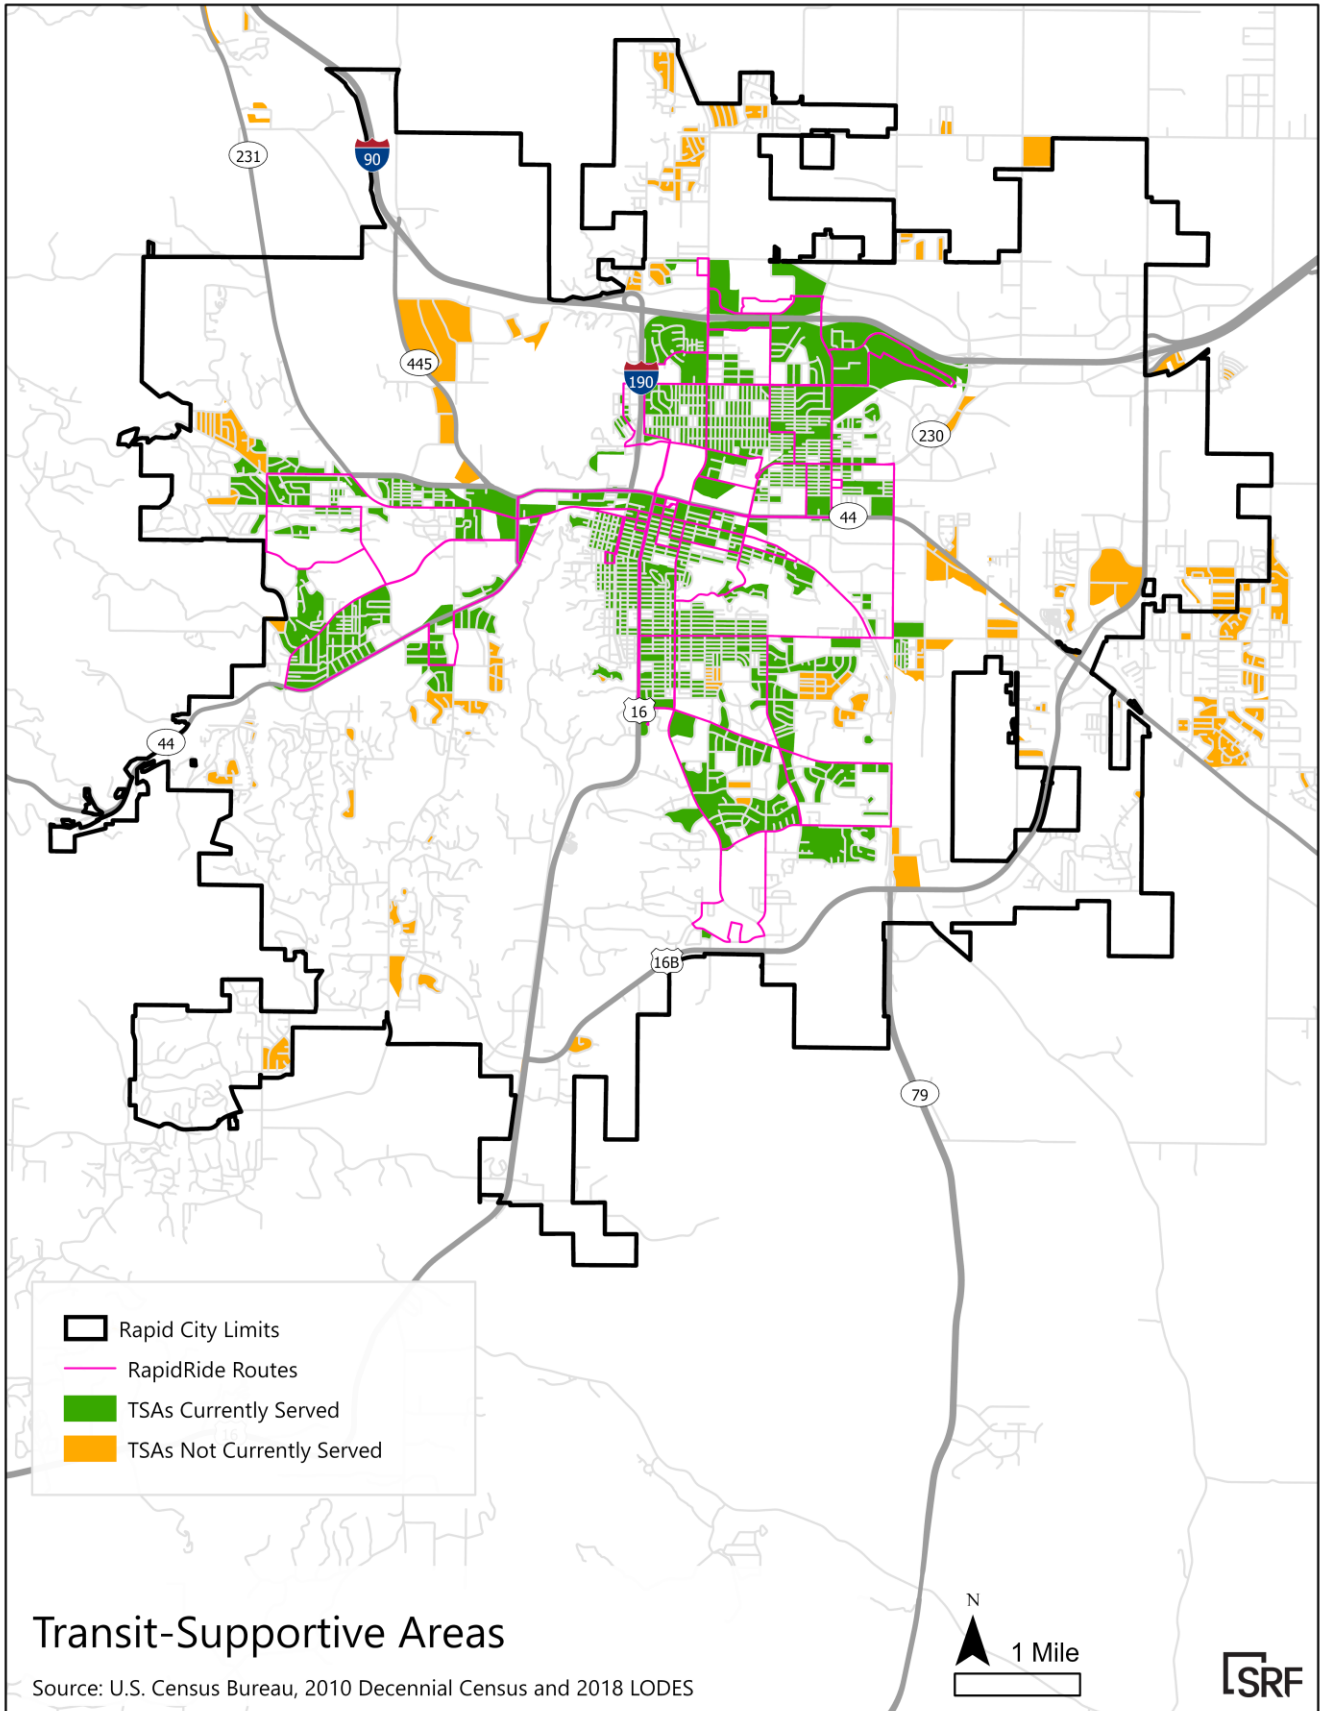 231
90
445
190
230
44
16
44
16B
79
Rapid City Limits
RapidRide Routes
TSAs Currently Served
16
TSAs Not Currently Served
Transit-Supportive Areas
Source: U.S. Census Bureau, 2010 Decennial Census and 2018 LODES
N
1 Mile
SRF